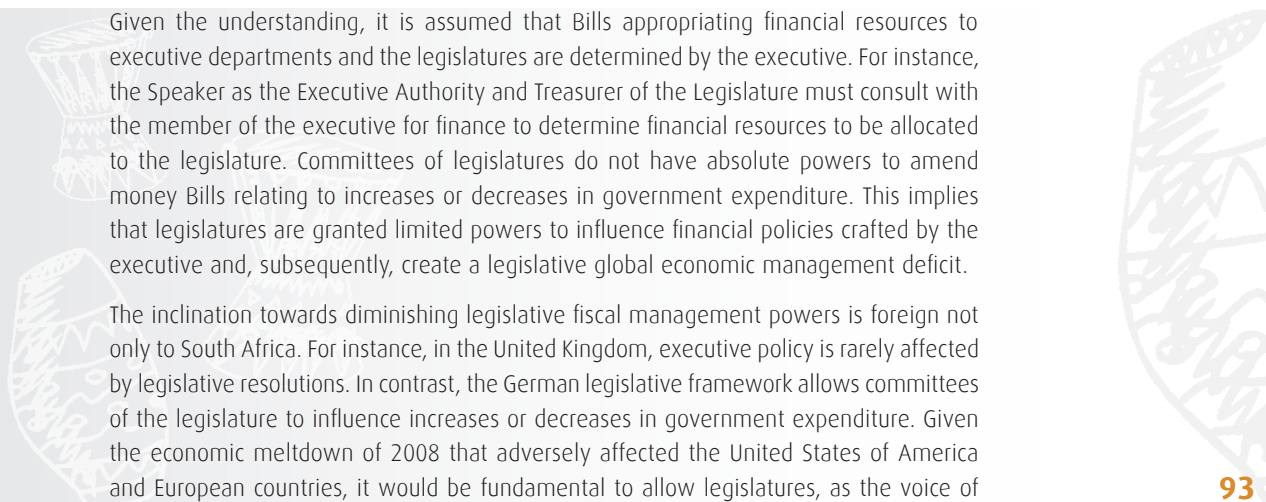 Given the understanding, it is assumed that Bills appropriating financial resources to
executive departments and the legislatures are determined by the executive. For instance,
the Speaker as the Executive Authority and Treasurer of the Legislature must consult with
the member of the executive for finance to determine financial resources to be allocated
to the legislature. Committees of legislatures do not have absolute powers to amend
money Bills relating to increases or decreases in government expenditure. This implies
that legislatures are granted limited powers to influence financial policies crafted by the
executive and, subsequently, create a legislative global economic management deficit.
The inclination towards diminishing legislative fiscal management powers is foreign not
only to South Africa. For instance, in the United Kingdom, executive policy is rarely affected
by legislative resolutions. In contrast, the German legislative framework allows committees
of the legislature to influence increases or decreases in government expenditure. Given
the economic meltdown of 2008 that adversely affected the United States of America
and European countries, it would be fundamental to allow legislatures, as the voice of
93